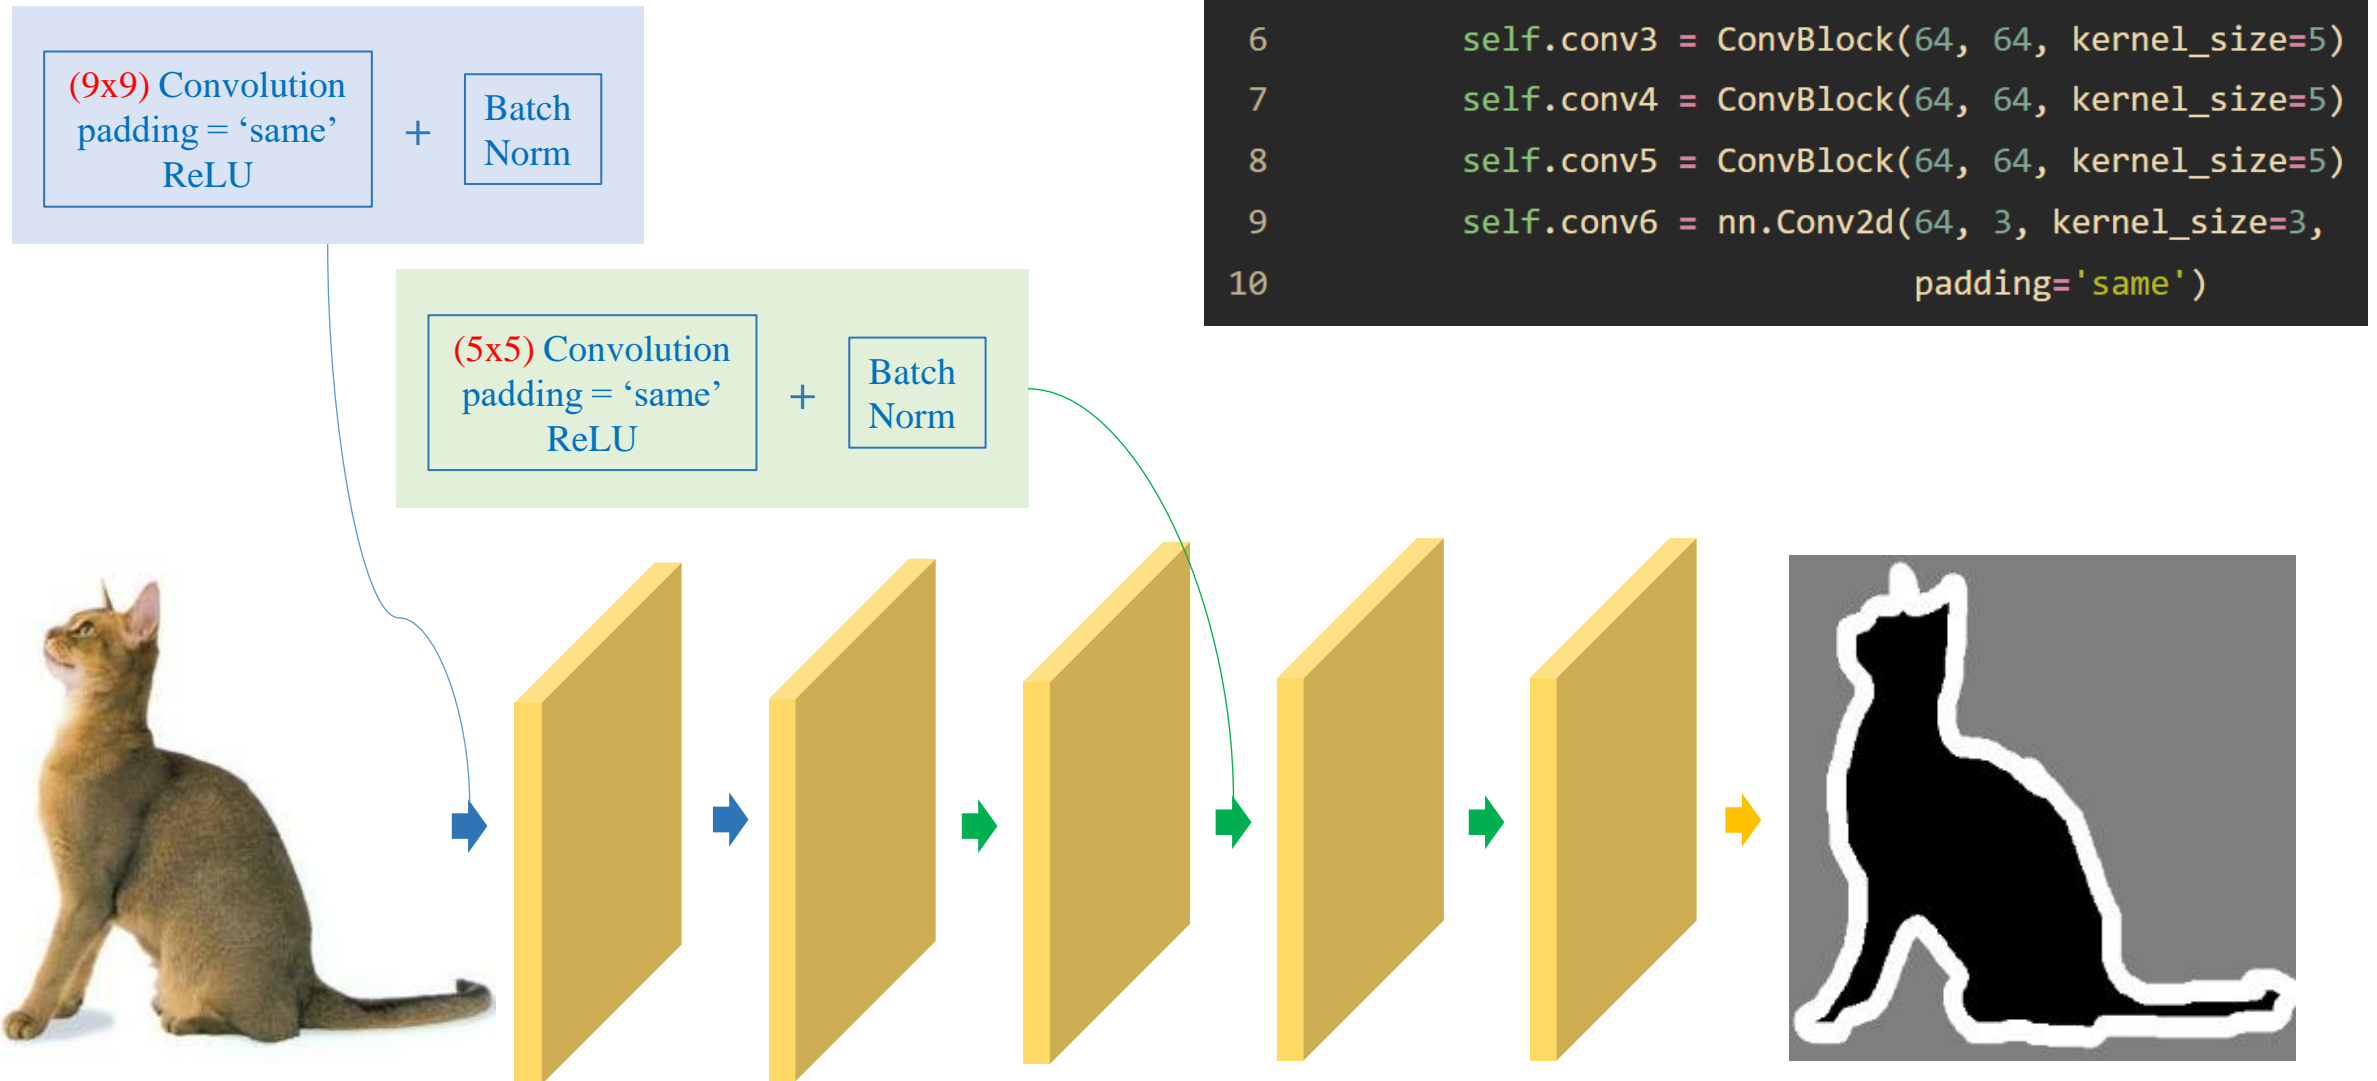 (9x9) Convolution
padding = ‘same’
ReLU
+
Batch
Norm
(5x5) Convolution
padding = ‘same’
ReLU
+
Batch
Norm
6 self.conv3 = ConvBlock(64, 64, kernel_size=5)
7 self.conv4 = ConvBlock(64, 64, kernel_size=5)
8 self.conv5 = ConvBlock(64, 64, kernel_size=5)
9 self.conv6 = nn.Conv2d(64, 3, kernel_size=3,
10 padding='same')